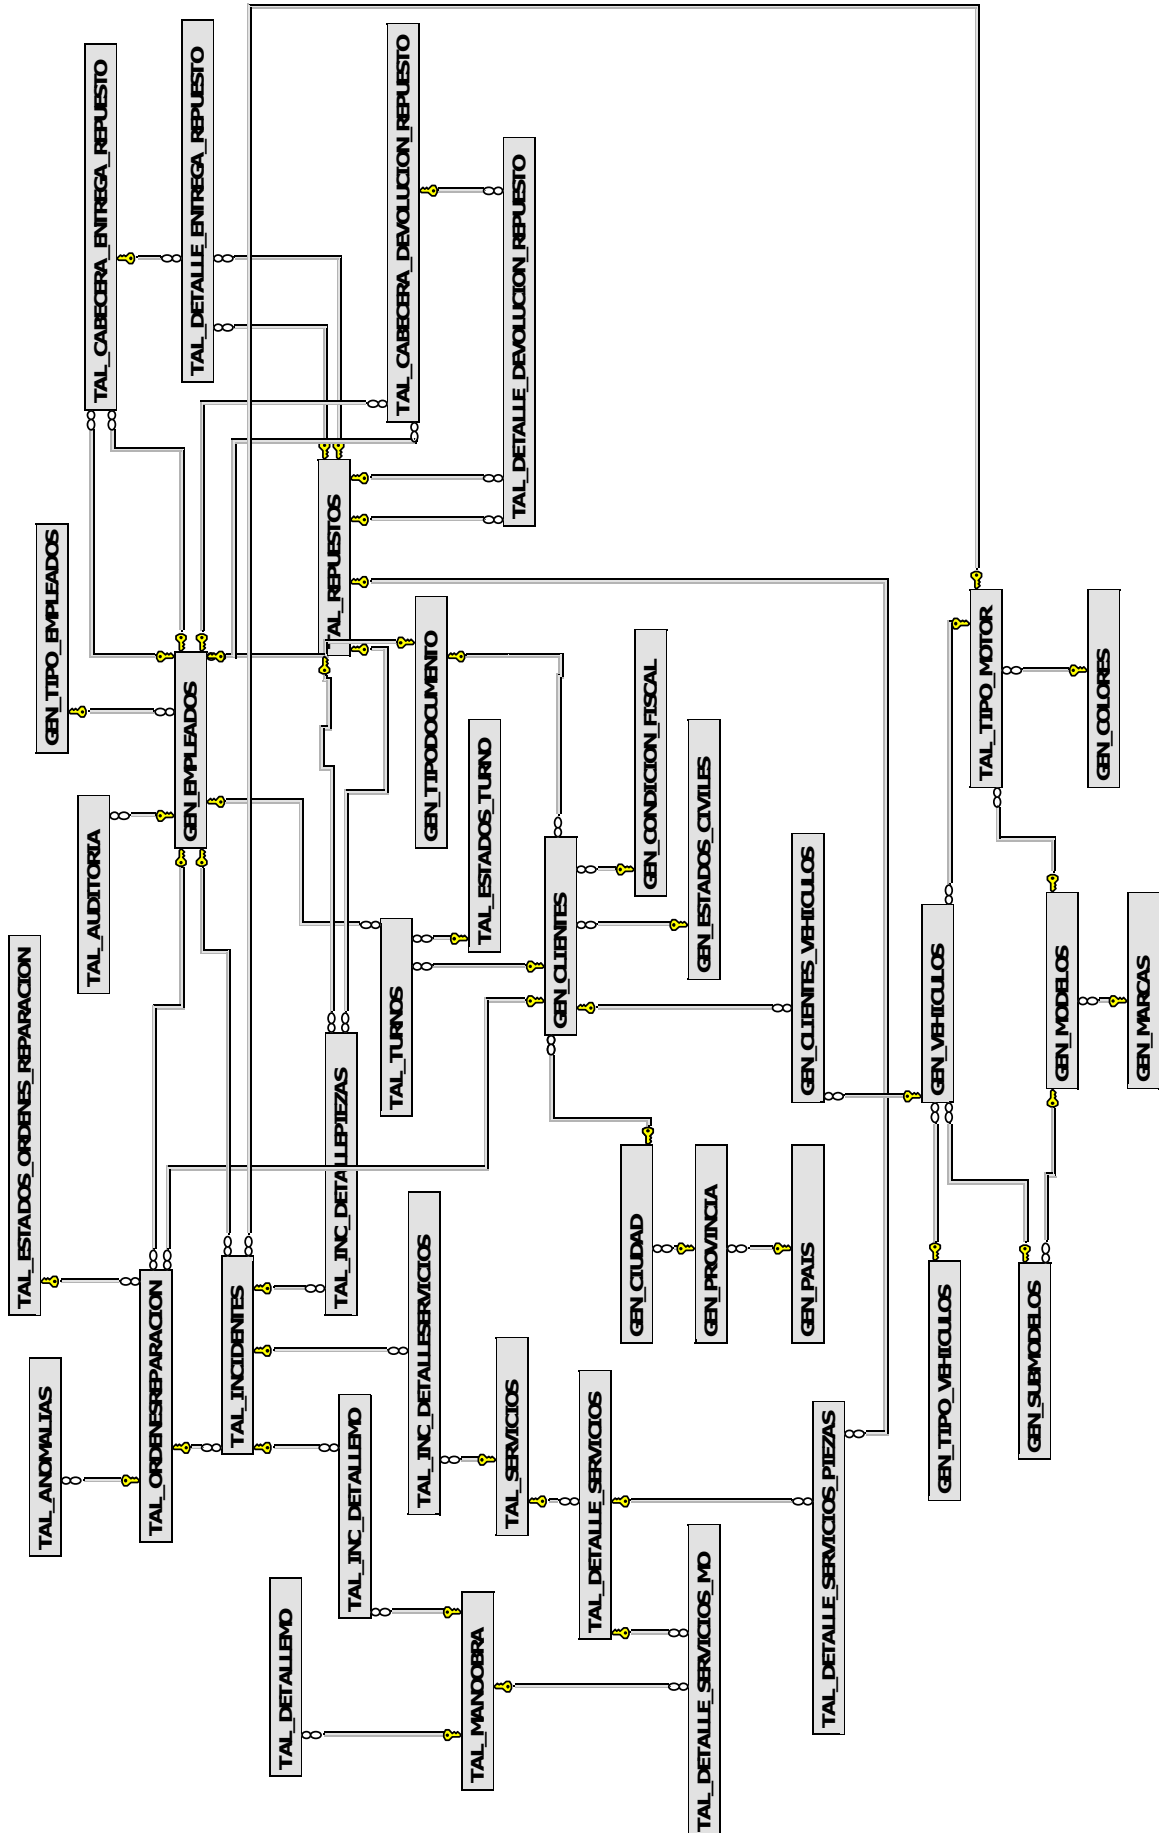 TAL_ANOMALIAS
TAL_ESTADOS_ORDENES_REPARACION
TAL_AUDITORIA
GEN_TIPO_EMPLEADOS
TAL_CABECERA_ENTREGA_REPUESTO
TAL_ORDENESREPARACION
GEN_EMPLEADOS
TAL_DETALLE_ENTREGA_REPUESTO
TAL_INCIDENTES
TAL_DETALLEMO
TAL_INC_DETALLEMO
TAL_INC_DETALLEPIEZAS
TAL_REPUESTOS
TAL_CABECERA_DEVOLUCION_REPUESTO
TAL_INC_DETALLESERVICIOS
TAL_TURNOS
GEN_TIPODOCUMENTO
TAL_MANOOBRA
TAL_SERVICIOS
TAL_ESTADOS_TURNO
TAL_DETALLE_DEVOLUCION_REPUESTO
TAL_DETALLE_SERVICIOS
GEN_CLIENTES
GEN_CIUDAD
GEN_CONDICION_FISCAL
TAL_DETALLE_SERVICIOS_MO
GEN_PROVINCIA
GEN_ESTADOS_CIVILES
TAL_DETALLE_SERVICIOS_PIEZAS
GEN_PAIS
GEN_CLIENTES_VEHICULOS
GEN_TIPO_VEHICULOS
GEN_VEHICULOS
TAL_TIPO_MOTOR
GEN_SUBMODELOS
GEN_MODELOS
GEN_COLORES
GEN_MARCAS